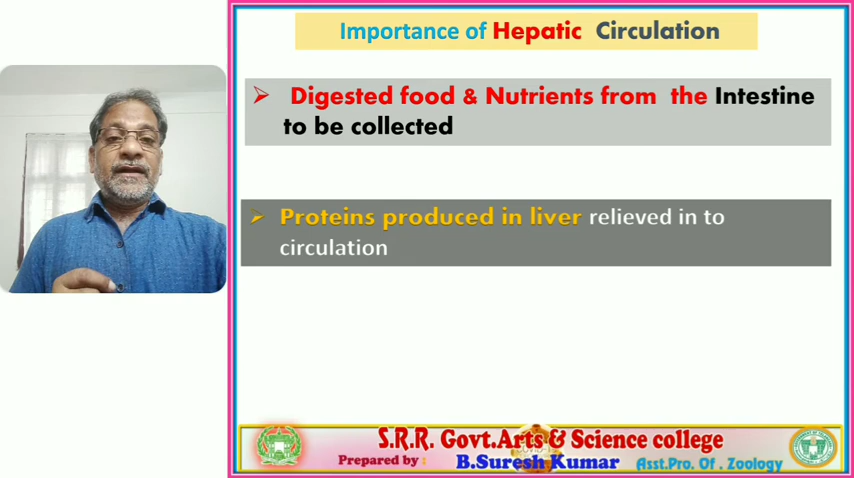 Importance of Hepatic Circulation
Digested food & Nutrients from the Intestine
to be collected
Proteins produced in liver relieved in to
circulation
S.R.R. Govt.Arts & Science college
Prepared by : B.Suresh Kumar Asst.Pro. Of . Zoology